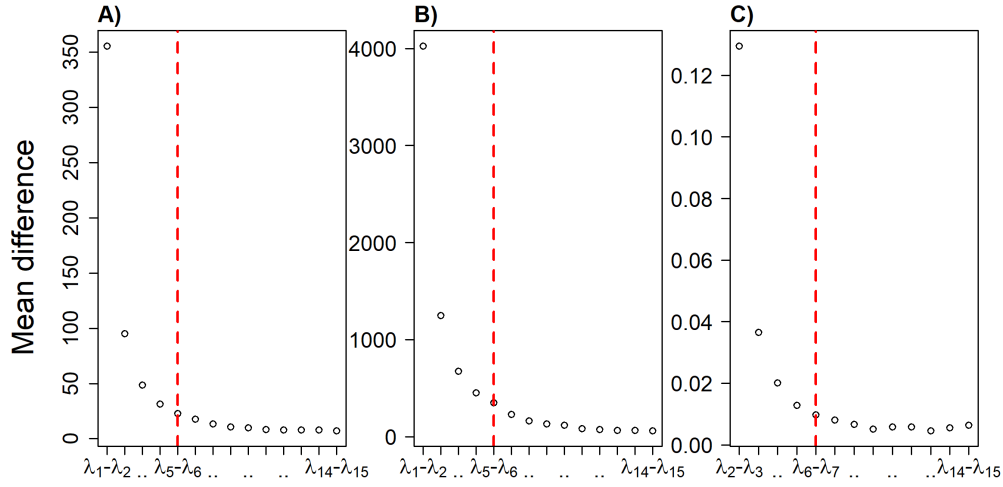 A) B) C)
Mean difference
0 50 100 150 200 250 300 350
0 1000 2000 3000 4000
0.00 0.02 0.04 0.06 0.08 0.10 0.12
λ₁-λ₂ .. λ₅-λ₆ .. .. λ₁₄-λ₁₅
λ₁-λ₂ .. λ₅-λ₆ .. .. λ₁₄-λ₁₅
λ₂-λ₃ .. λ₆-λ₇ .. .. λ₁₄-λ₁₅